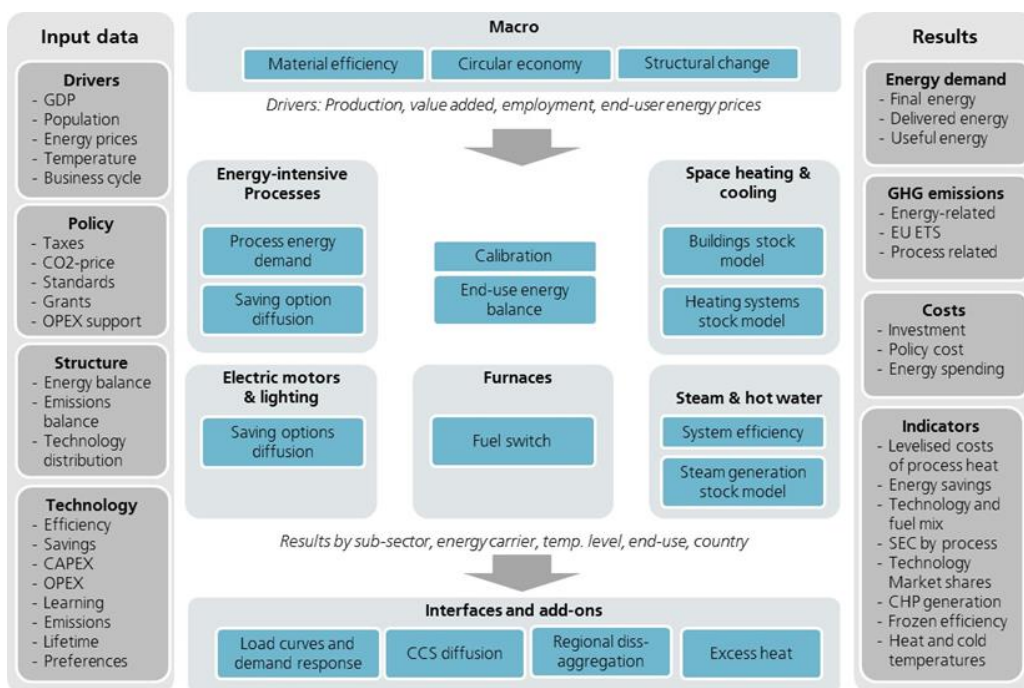 Input data
Drivers
- GDP
- Population
- Energy prices
- Temperature
- Business cycle
Policy
- Taxes
- CO2-price
- Standards
- Grants
- OPEX support
Structure
- Energy balance
- Emissions
balance
- Technology
distribution
Technology
- Efficiency
- Savings
- CAPEX
- OPEX
- Learning
- Emissions
- Lifetime
- Preferences
Macro
Material efficiency
Circular economy
Structural change
Drivers: Production, value added, employment, end-user energy prices
Energy-intensive
Processes
Process energy
demand
Saving option
diffusion
Calibration
End-use energy
balance
Space heating &
cooling
Buildings stock
model
Heating systems
stock model
Electric motors
& lighting
Saving options
diffusion
Furnaces
Fuel switch
Steam & hot water
System efficiency
Steam generation
stock model
Results by sub-sector, energy carrier, temp. level, end-use, country
Interfaces and add-ons
Load curves and
demand response
CCS diffusion
Regional diss-
aggregation
Excess heat
Results
Energy demand
- Final energy
- Delivered energy
- Useful energy
GHG emissions
- Energy-related
- EU ETS
- Process related
Costs
- Investment
- Policy cost
- Energy spending
Indicators
- Levelised costs
of process heat
- Energy savings
- Technology and
fuel mix
- SEC by process
- Technology
Market shares
- CHP generation
- Frozen efficiency
- Heat and cold
temperatures